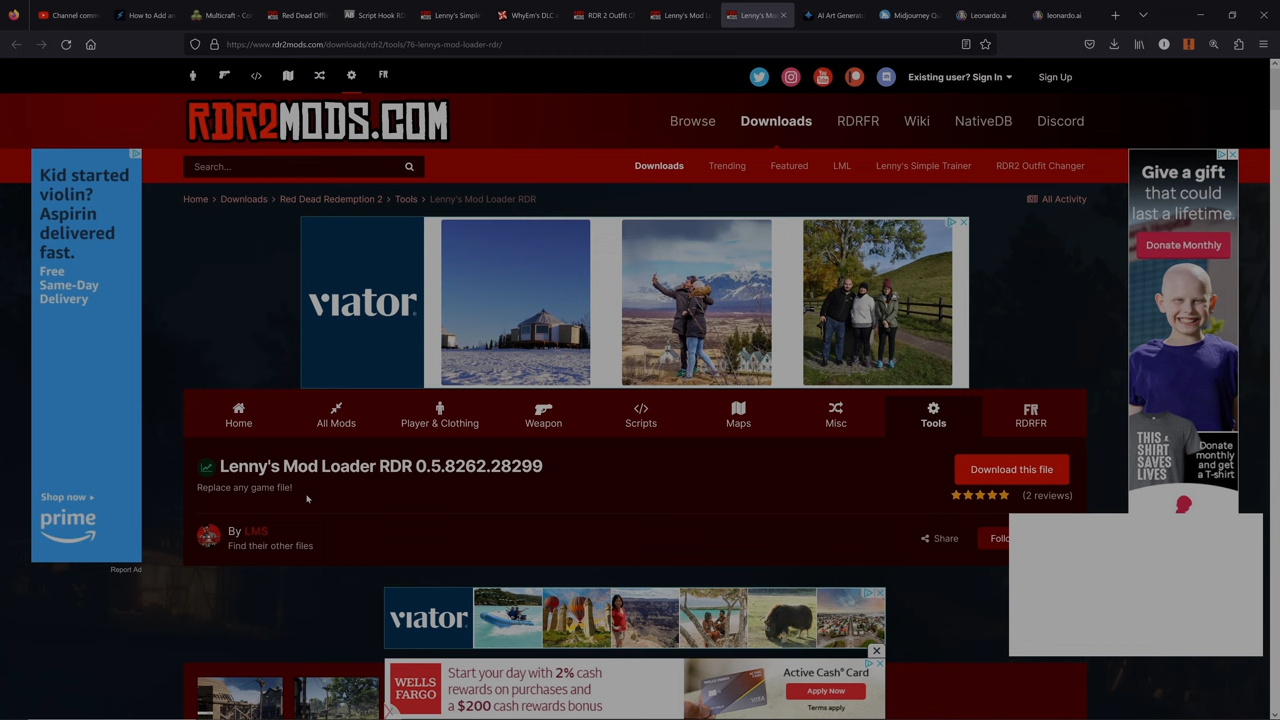 Channel comm
How to Add an
Multicraft - C
Red Dead Offl
AB Script Hook RD
Lenny's Simple
WhyEm's DLC
RDR 2 Outfit C
Lenny's Mod Lo
Lenny's Mo
AI Art Generato
Midjourney Qu
Leonardo.ai
leonardo.ai
https://www.rdr2mods.com/downloads/rdr2/tools/76-lennys-mod-loader-rdr/
FR
Existing user? Sign In
Sign Up
RDR2MODS.COM
Browse
Downloads
RDRFR
Wiki
NativeDB
Discord
Search...
Downloads
Trending
Featured
LML
Lenny's Simple Trainer
RDR2 Outfit Changer
Home > Downloads > Red Dead Redemption 2 > Tools > Lenny's Mod Loader RDR
All Activity
Kid started
violin?
Aspirin
delivered
fast.
Free
Same-Day
Delivery
Shop now
prime
Report Ad
viator
Give a gift
that could
last a lifetime.
Donate Monthly
THIS
SHIRT
SAVES
LIVES
Donate
monthly
and get
a T-shirt
Home
All Mods
Player & Clothing
Weapon
Scripts
Maps
Misc
Tools
FR
RDRFR
Lenny's Mod Loader RDR 0.5.8262.28299
Replace any game file!
Download this file
(2 reviews)
By LMS
Find their other files
Share
Follo
viator
WELLS
FARGO
Start your day with 2% cash
rewards on purchases and
a $200 cash rewards bonus
Active Cash® Card
Apply Now
Terms apply